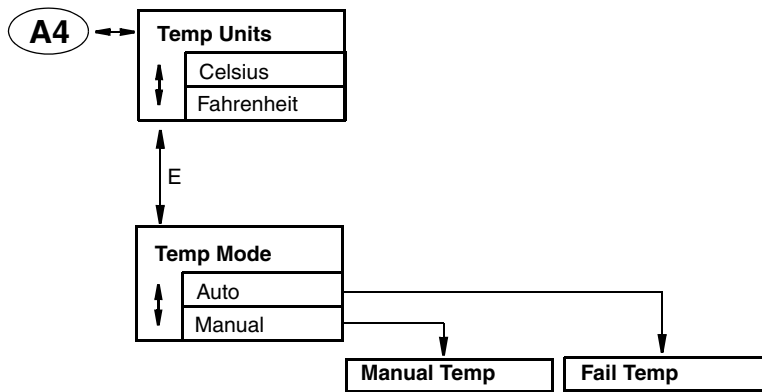 A4
Temp Units
Celsius
Fahrenheit
E
Temp Mode
Auto
Manual
Manual Temp
Fail Temp